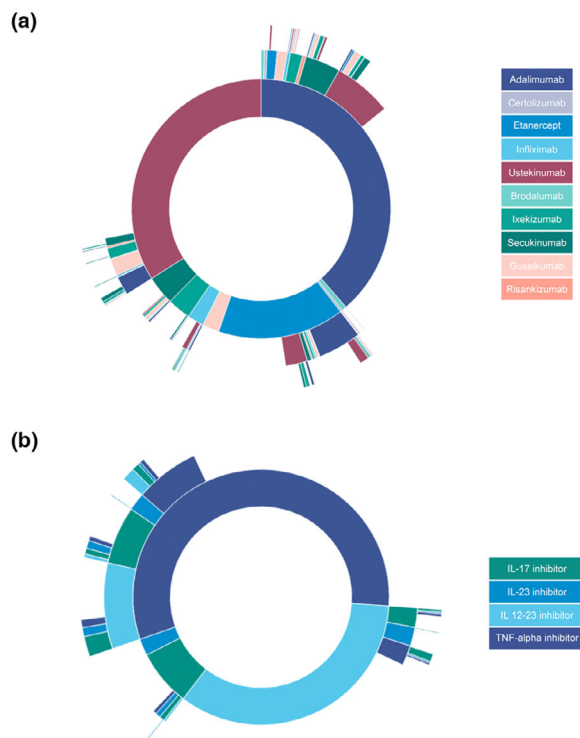 (a)
Adalimumab
Certolizumab
Etanercept
Infliximab
Ustekinumab
Brodalumab
Ixekizumab
Secukinumab
Guselkumab
Risankizumab
(b)
IL-17 inhibitor
IL-23 inhibitor
IL 12-23 inhibitor
TNF-alpha inhibitor